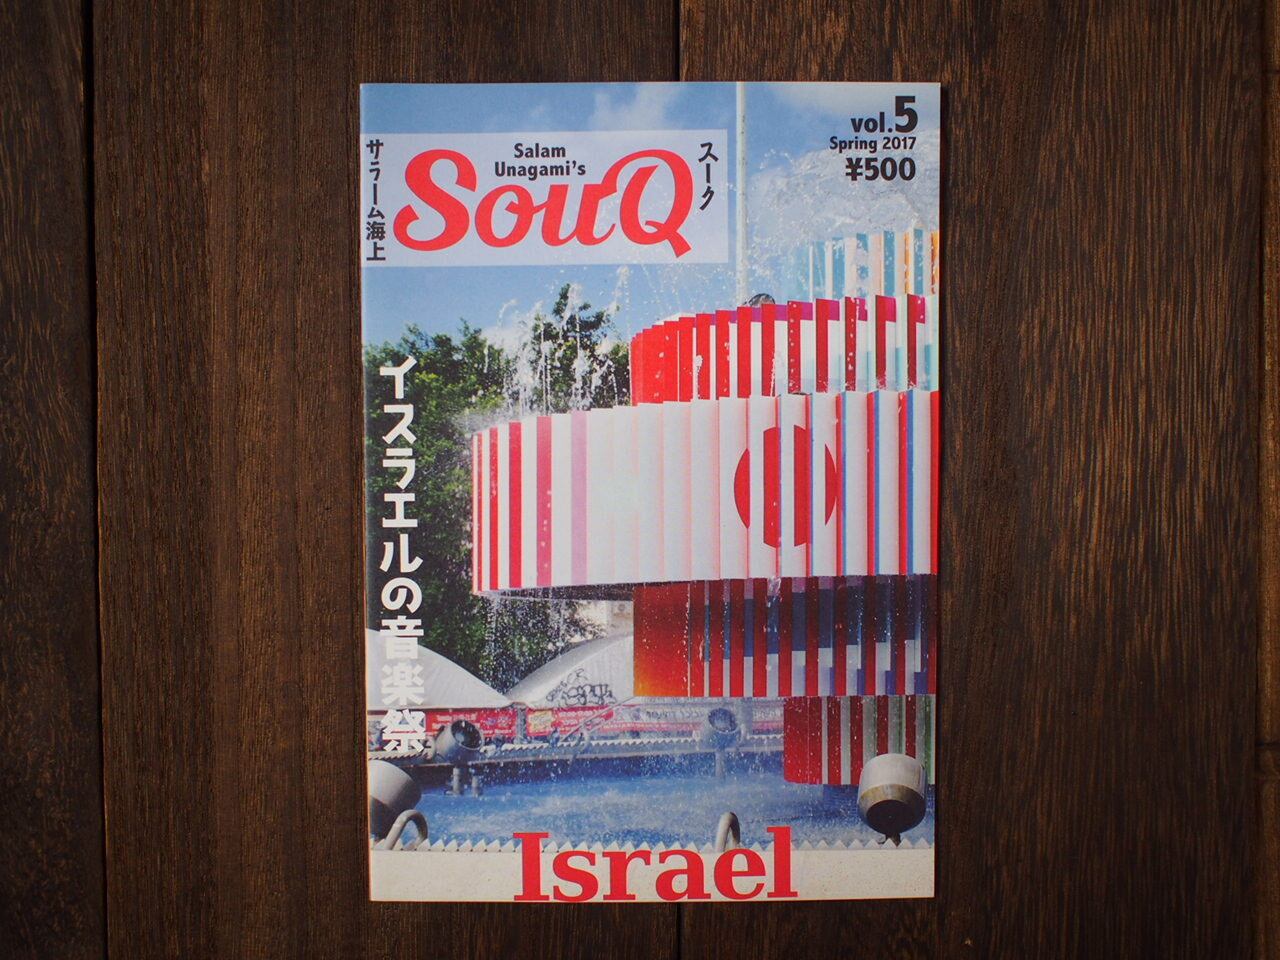 サラーム海上
Salam
Unagami's
SouQ
スーク
vol.5
Spring 2017
¥500
イスラエルの音楽祭
Israel